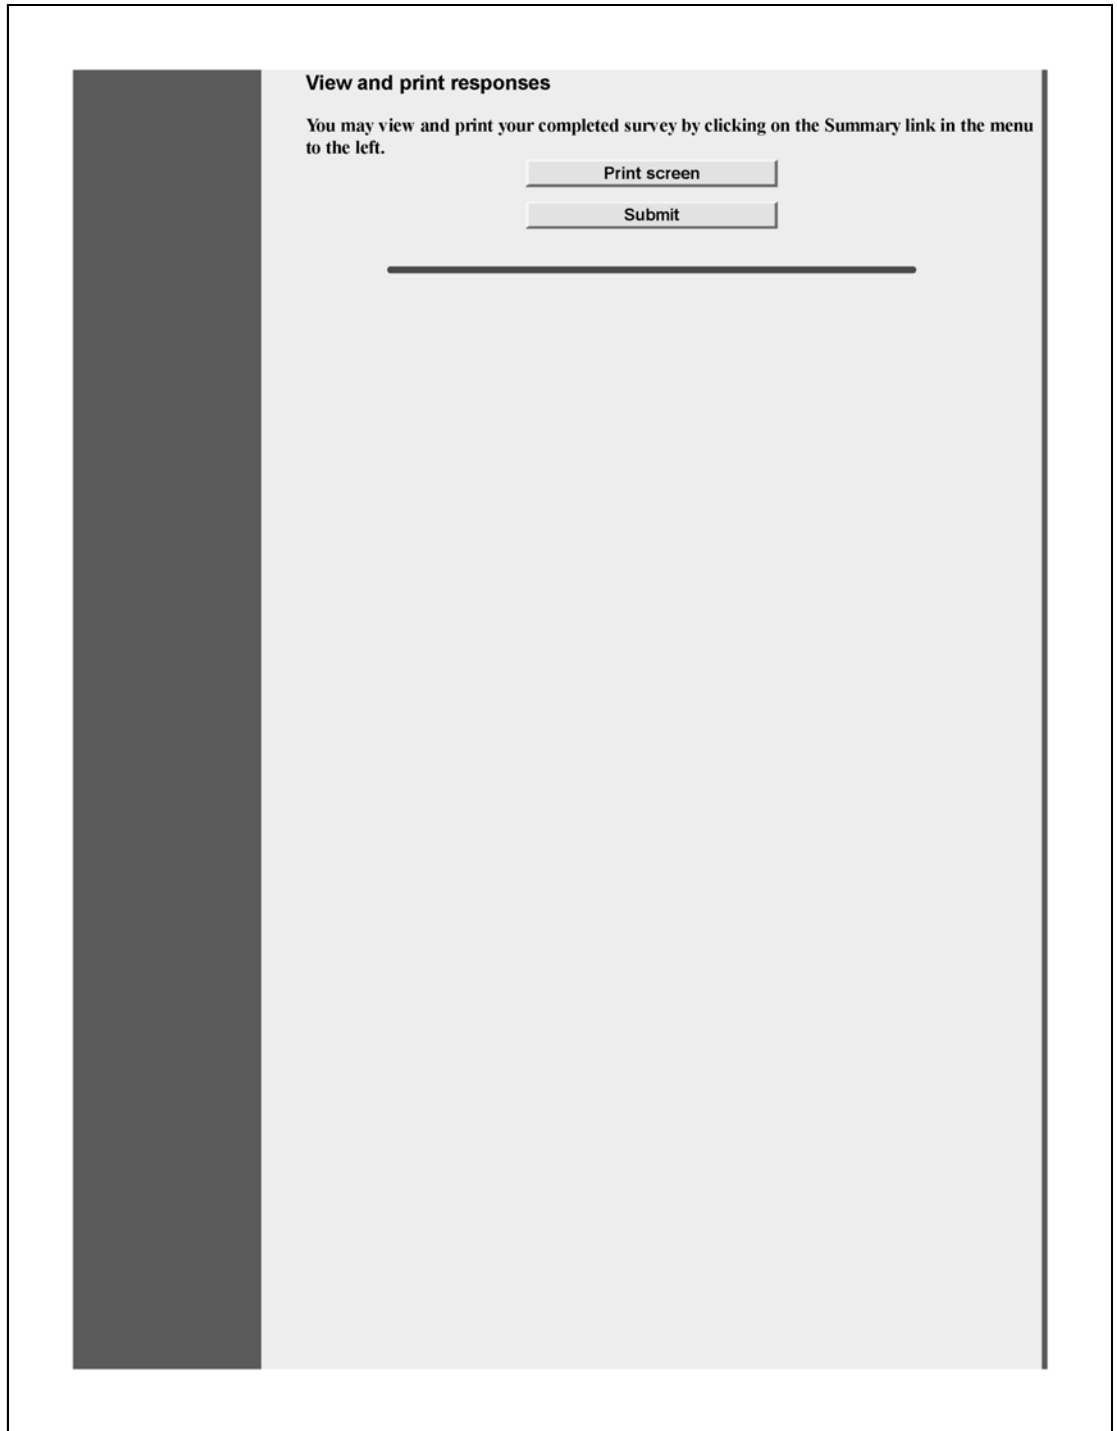 View and print responses
You may view and print your completed survey by clicking on the Summary link in the menu
to the left.
Print screen
Submit